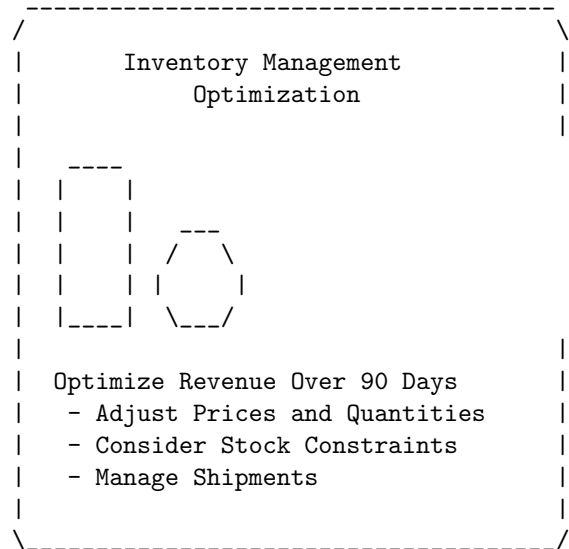 Inventory Management
Optimization
Optimize Revenue Over 90 Days
- Adjust Prices and Quantities
- Consider Stock Constraints
- Manage Shipments